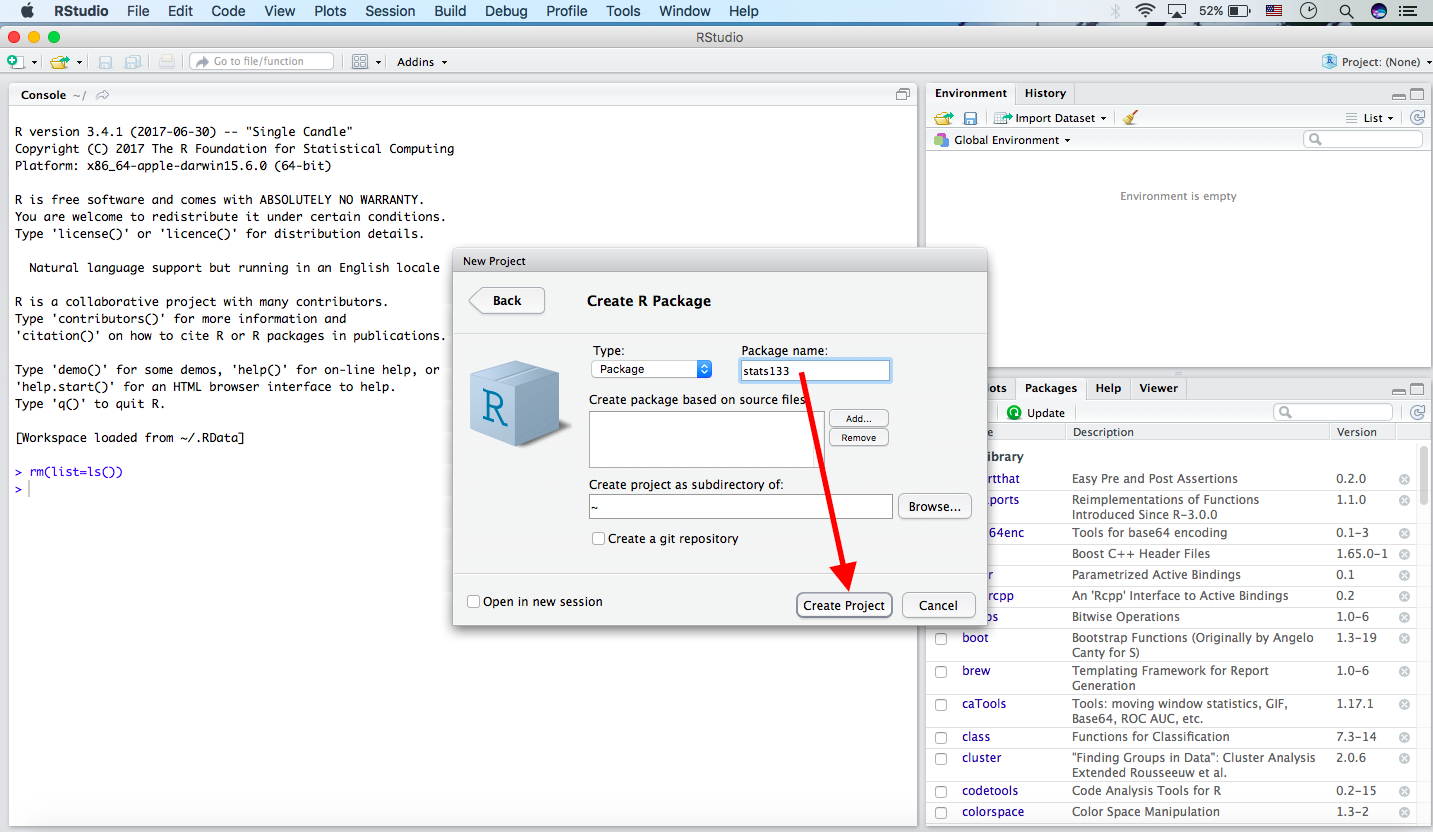 RStudio File Edit Code View Plots Session Build Debug Profile Tools Window Help 52%
RStudio
Go to file/function Addins Project: (None)
Console ~/
R version 3.4.1 (2017-06-30) -- "Single Candle"
Copyright (C) 2017 The R Foundation for Statistical Computing
Platform: x86_64-apple-darwin15.6.0 (64-bit)
R is free software and comes with ABSOLUTELY NO WARRANTY.
You are welcome to redistribute it under certain conditions.
Type 'license()' or 'licence()' for distribution details.
Natural language support but running in an English locale
R is a collaborative project with many contributors.
Type 'contributors()' for more information and
'citation()' on how to cite R or R packages in publications.
Type 'demo()' for some demos, 'help()' for on-line help, or
'help.start()' for an HTML browser interface to help.
Type 'q()' to quit R.
[Workspace loaded from ~/.RData]
> rm(list=ls())
>
New Project
Back
Create R Package
R
Type: Package name:
Package stats133
Create package based on source files:
Add...
Remove
Create project as subdirectory of:
~ Browse...
Create a git repository
Open in new session Create Project Cancel
Environment History
Import Dataset List
Global Environment
Environment is empty
lots Packages Help Viewer
Update
e Description Version
ibrary
rtthat Easy Pre and Post Assertions 0.2.0
ports Reimplementations of Functions 1.1.0
Introduced Since R-3.0.0
64enc Tools for base64 encoding 0.1-3
Boost C++ Header Files 1.65.0-1
r Parametrized Active Bindings 0.1
rcpp An 'Rcpp' Interface to Active Bindings 0.2
ps Bitwise Operations 1.0-6
boot Bootstrap Functions (Originally by Angelo 1.3-19
Canty for S)
brew Templating Framework for Report 1.0-6
Generation
caTools Tools: moving window statistics, GIF, 1.17.1
Base64, ROC AUC, etc.
class Functions for Classification 7.3-14
cluster "Finding Groups in Data": Cluster Analysis 2.0.6
Extended Rousseeuw et al.
codetools Code Analysis Tools for R 0.2-15
colorspace Color Space Manipulation 1.3-2